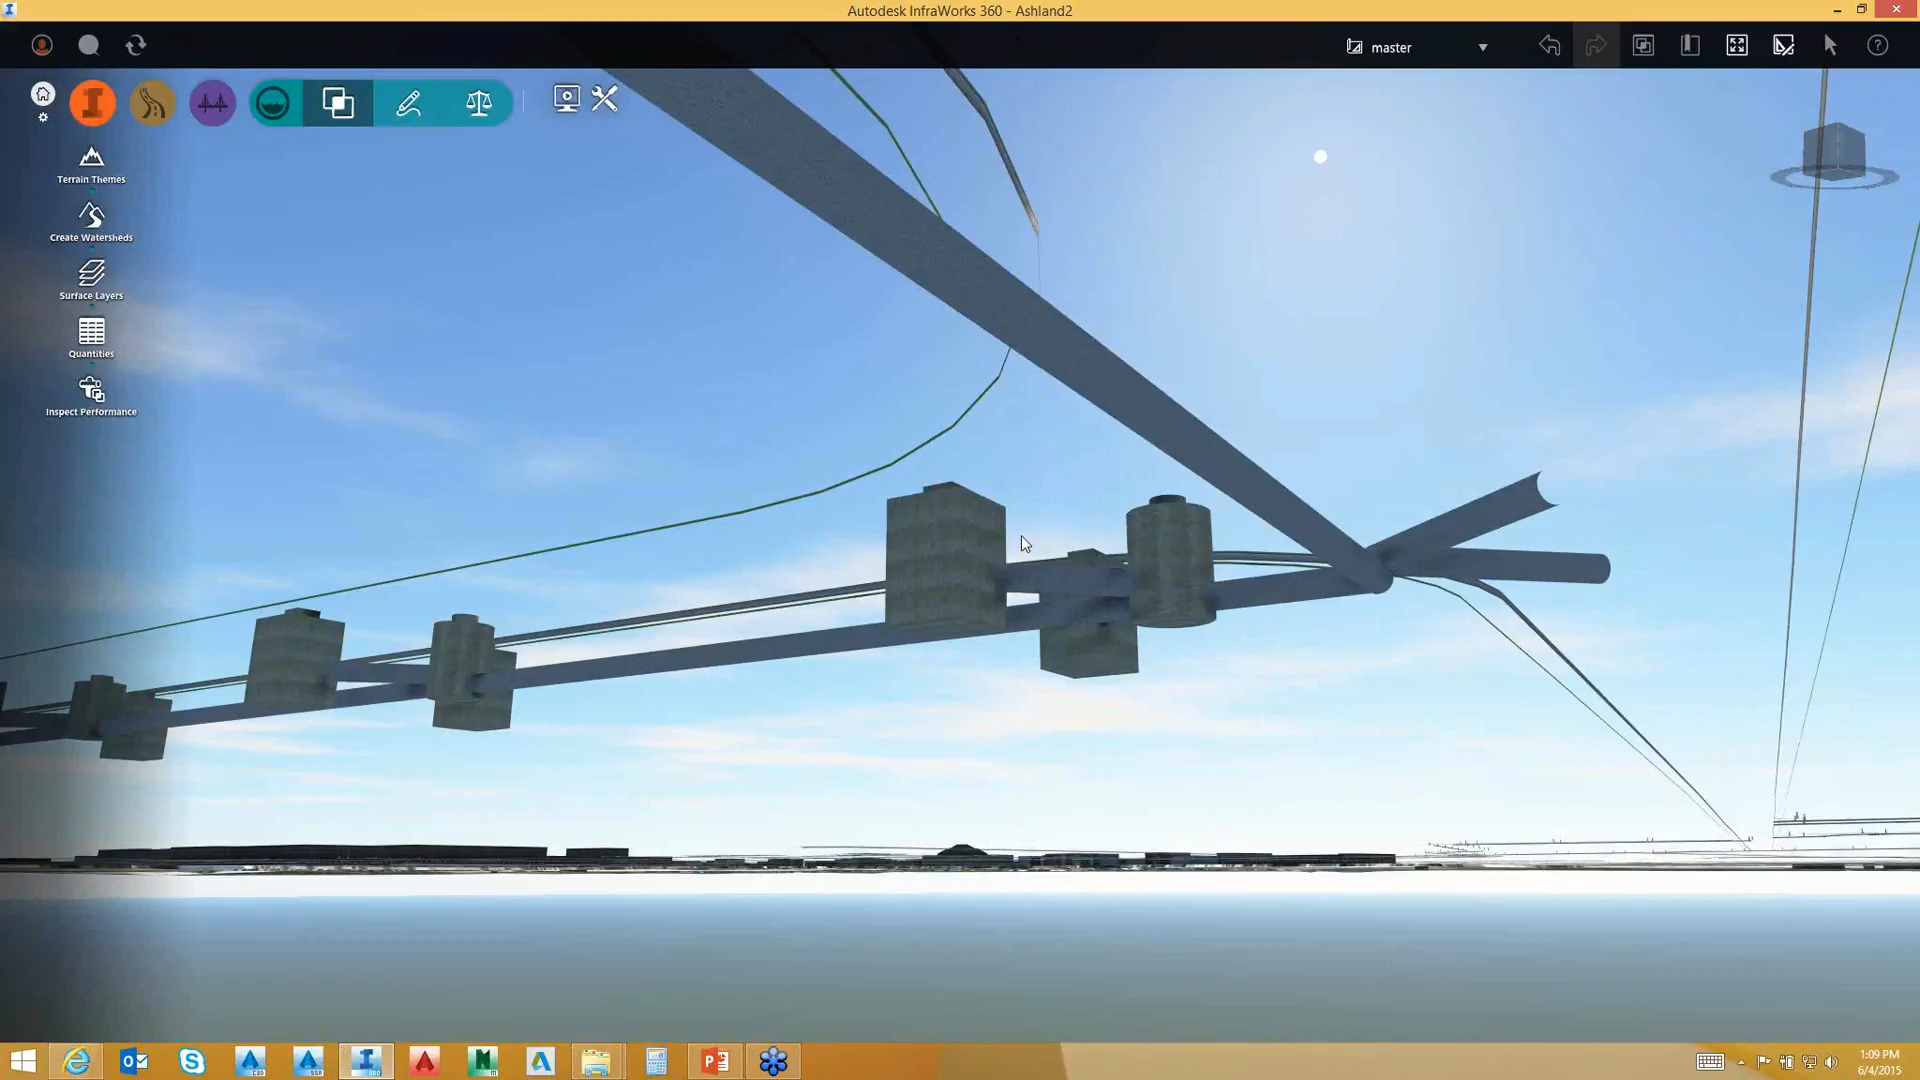 Autodesk InfraWorks 360 - Ashland2
master
Terrain Themes
Create Watersheds
Surface Layers
Quantities
Inspect Performance
1:09 PM
6/4/2015